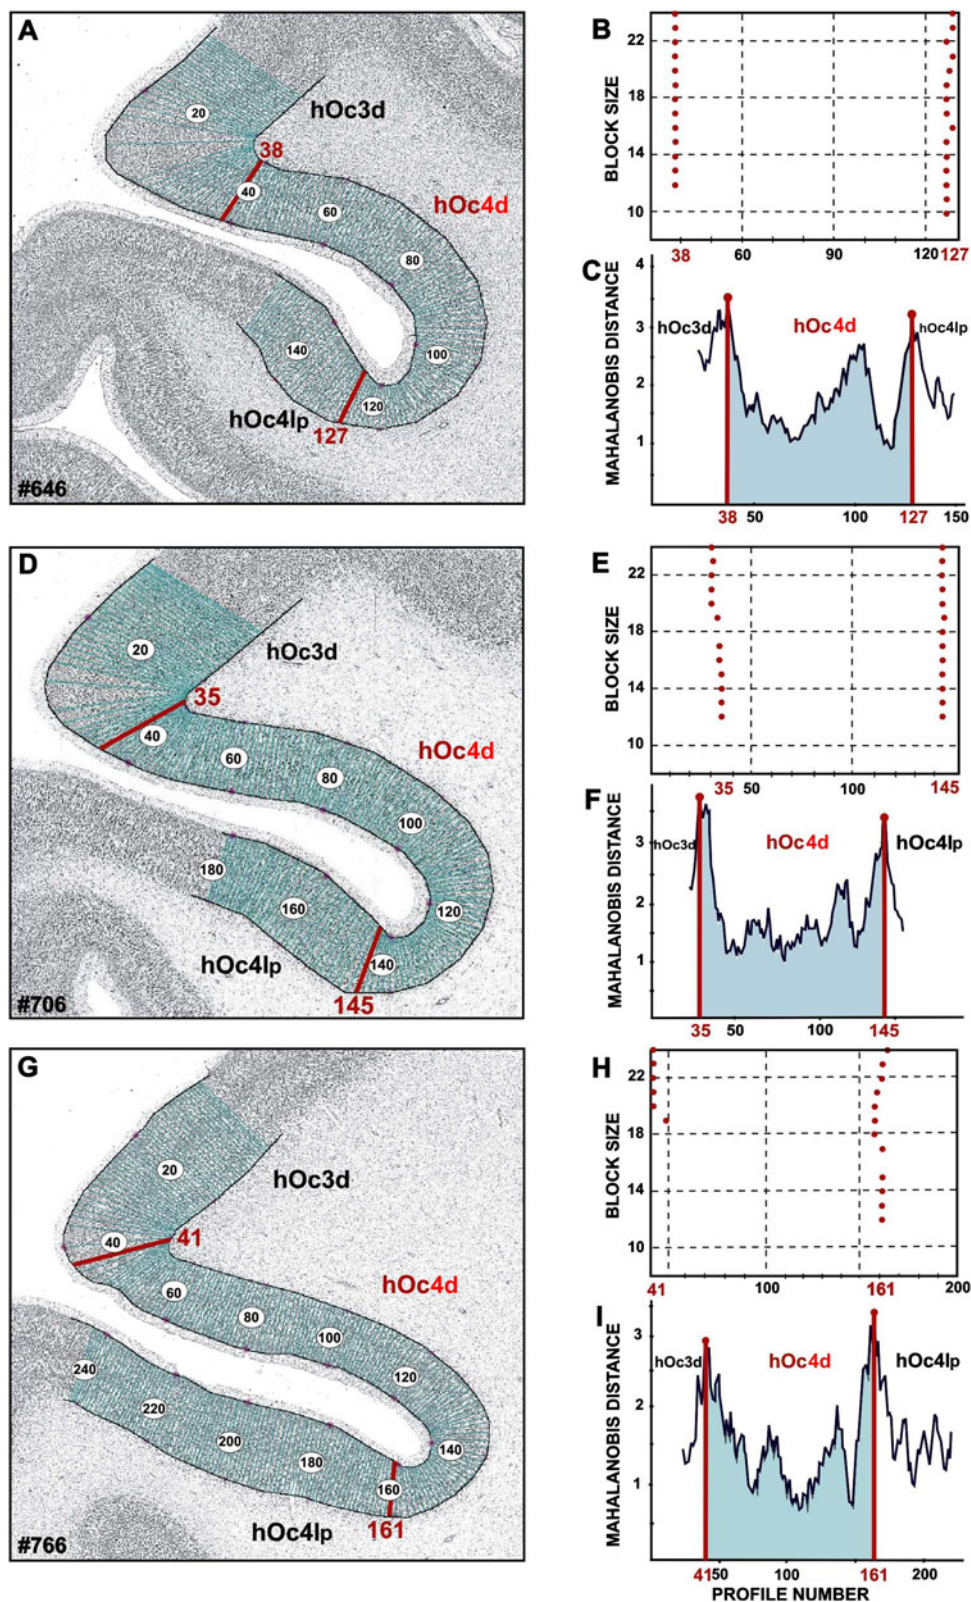 A
hOc3d
20
38
40
60
hOc4d
80
100
140
120
hOc4lp
127
#646
B
BLOCK SIZE
22
18
14
10
38
60
90
120
127
C
MAHALANOBIS DISTANCE
4
3
2
1
hOc3d
hOc4d
hOc4lp
38
50
100
127
150
D
20
hOc3d
35
40
60
80
hOc4d
100
180
160
120
140
hOc4lp
145
#706
E
BLOCK SIZE
22
18
14
10
35
50
100
145
F
MAHALANOBIS DISTANCE
3
2
1
hOc3d
hOc4d
hOc4lp
35
50
100
145
G
20
hOc3d
41
40
60
80
hOc4d
100
120
240
220
200
180
140
160
hOc4lp
161
#766
H
BLOCK SIZE
22
18
14
10
41
100
161
200
I
MAHALANOBIS DISTANCE
3
2
1
hOc3d
hOc4d
hOc4lp
41
50
100
161
200
PROFILE NUMBER